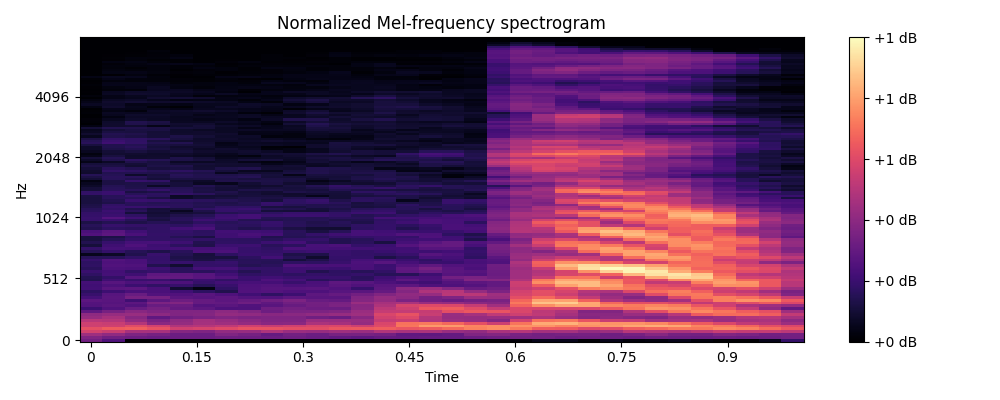 Normalized Mel-frequency spectrogram
+1 dB
4096
+1 dB
2048
+1 dB
Hz
1024
+0 dB
512
+0 dB
0
+0 dB
0 0.15 0.3 0.45 0.6 0.75 0.9
Time